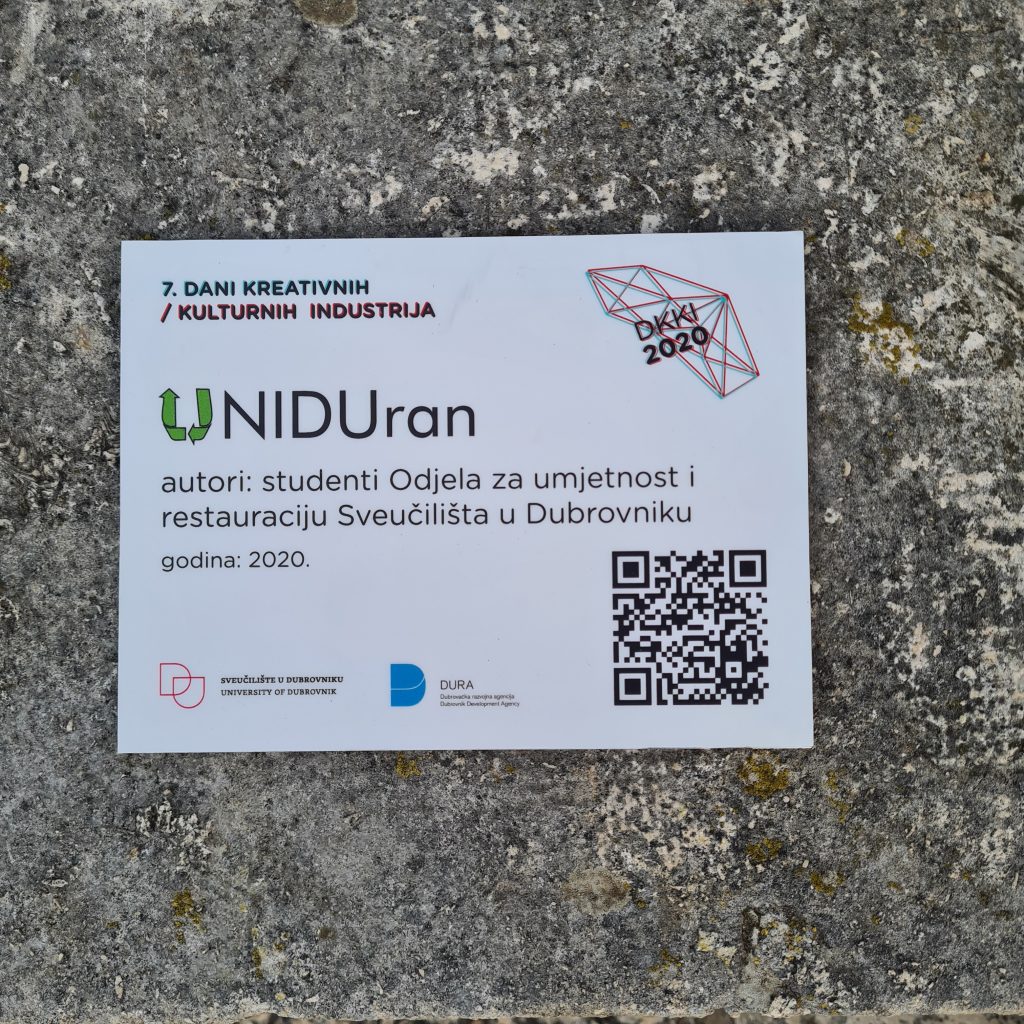 7. DANI KREATIVNIH
/ KULTURNIH INDUSTRIJA
DKKI
2020
UNIDUran
autori: studenti Odjela za umjetnost i
restauraciju Sveučilišta u Dubrovniku
godina: 2020.
SVEUČILIŠTE U DUBROVNIKU
UNIVERSITY OF DUBROVNIK
DURA
Dubrovačka razvojna agencija
Dubrovnik Development Agency